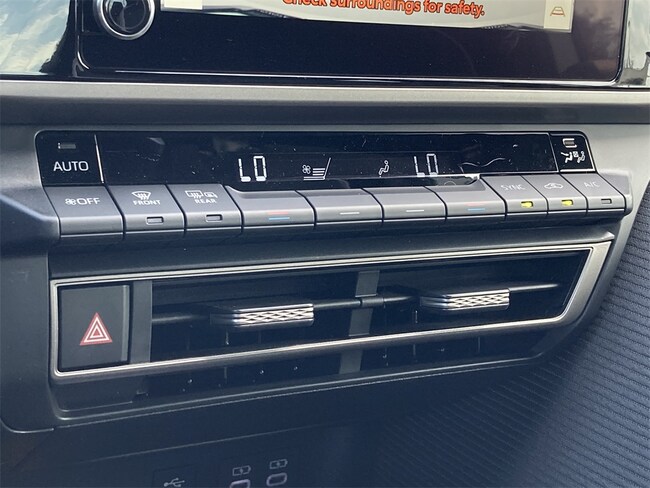 Check surroundings for safety.
AUTO
LO
LO
OFF
FRONT
REAR
SYNC
A/C